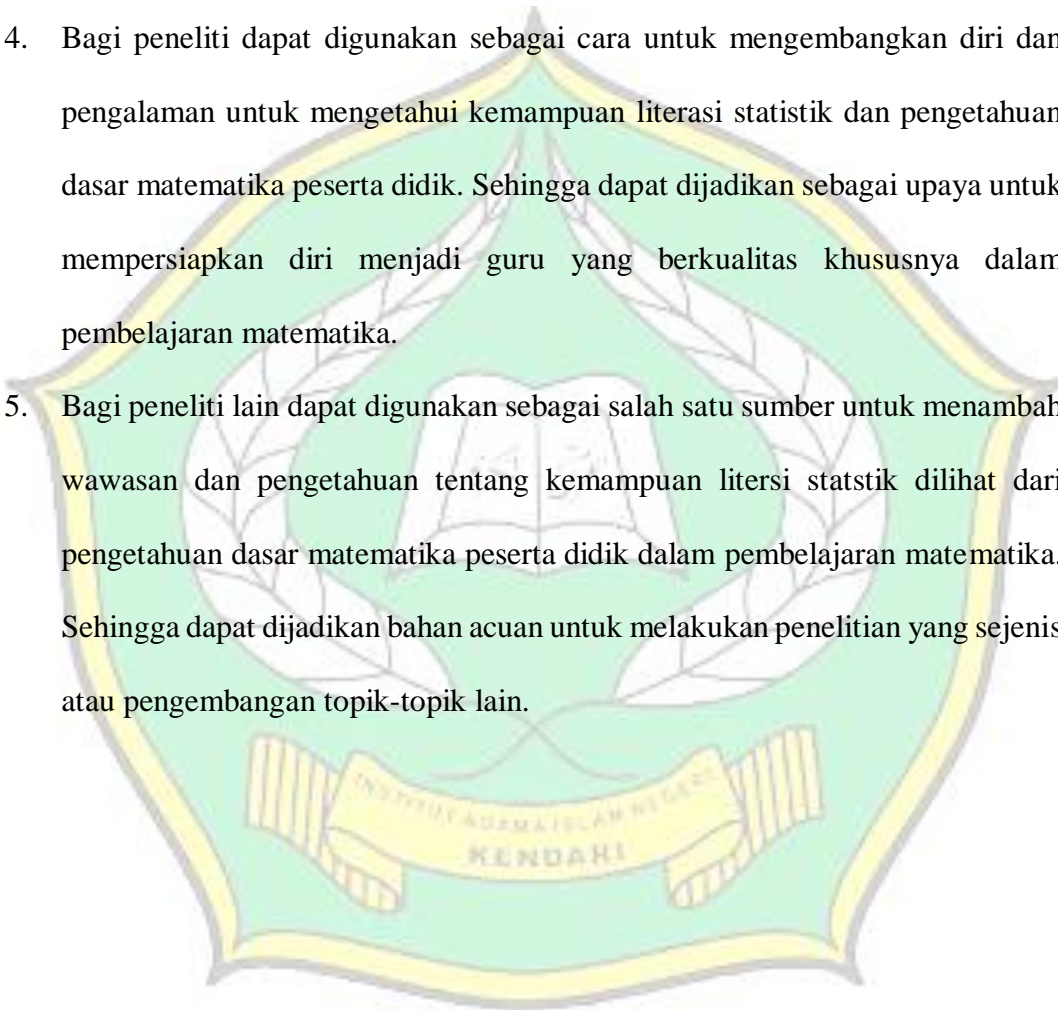 4. Bagi peneliti dapat digunakan sebagai cara untuk mengembangkan diri dan
pengalaman untuk mengetahui kemampuan literasi statistik dan pengetahuan
dasar matematika peserta didik. Sehingga dapat dijadikan sebagai upaya untuk
mempersiapkan diri menjadi guru yang berkualitas khususnya dalam
pembelajaran matematika.
5. Bagi peneliti lain dapat digunakan sebagai salah satu sumber untuk menambah
wawasan dan pengetahuan tentang kemampuan litersi statstik dilihat dari
pengetahuan dasar matematika peserta didik dalam pembelajaran matematika.
Sehingga dapat dijadikan bahan acuan untuk melakukan penelitian yang sejenis
atau pengembangan topik-topik lain.
INSTITUT AGAMA ISLAM NEGERI
KENDARI